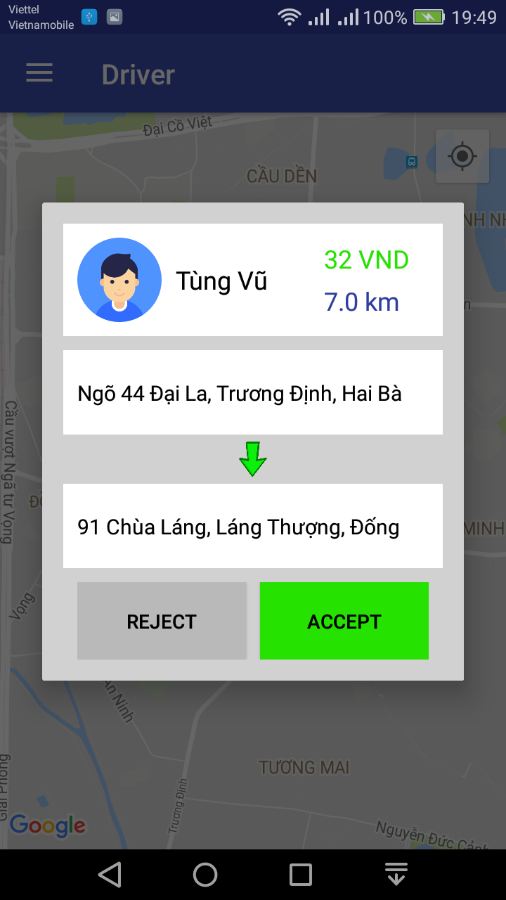 Viettel
Vietnamobile
100%
19:49
Driver
Đại Cồ Việt
CẦU DỀN
Tùng Vũ
32 VND
7.0 km
Ngõ 44 Đại La, Trương Định, Hai Bà
91 Chùa Láng, Láng Thượng, Đống
REJECT
ACCEPT
Cầu vượt Ngã tư Vọng
MINH
Vọng
An Ninh
TƯƠNG MAI
Trương Định
Giải Phóng
Google
Nguyễn Đức Cảnh